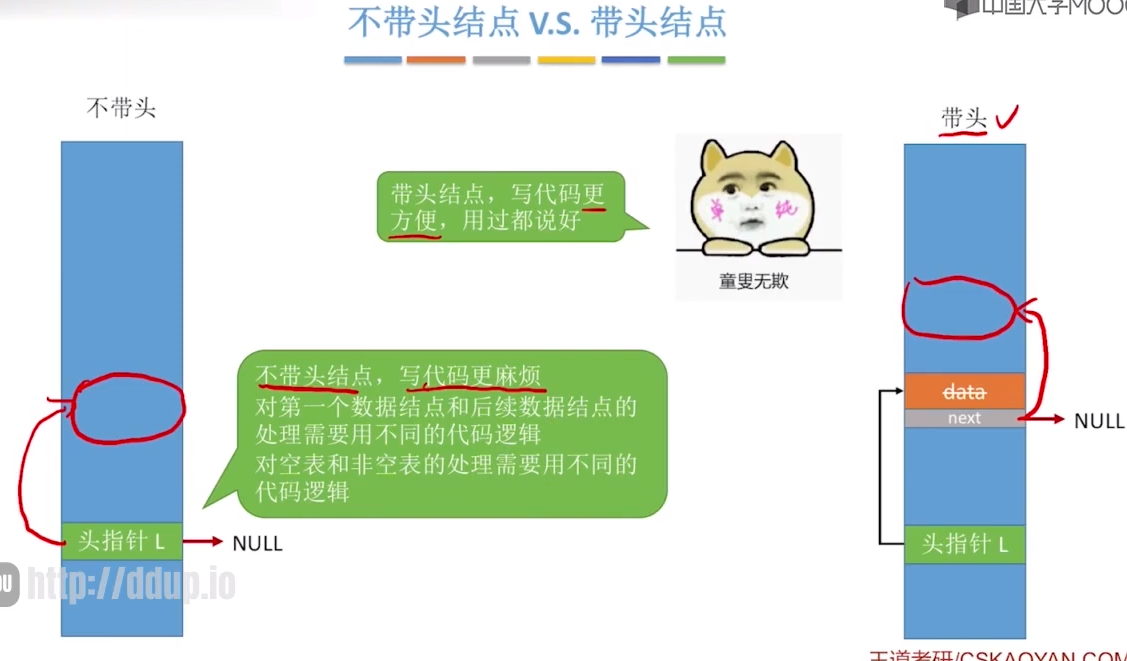 中国大学MOOC
不带头结点 V.S. 带头结点
不带头
带头
带头结点，写代码更
方便，用过都说好
单 纯
童叟无欺
不带头结点，写代码更麻烦
对第一个数据结点和后续数据结点的
处理需要用不同的代码逻辑
对空表和非空表的处理需要用不同的
代码逻辑
data
next
NULL
头指针 L
NULL
头指针 L
http://ddup.io
王道考研/CSKAOYAN.COM